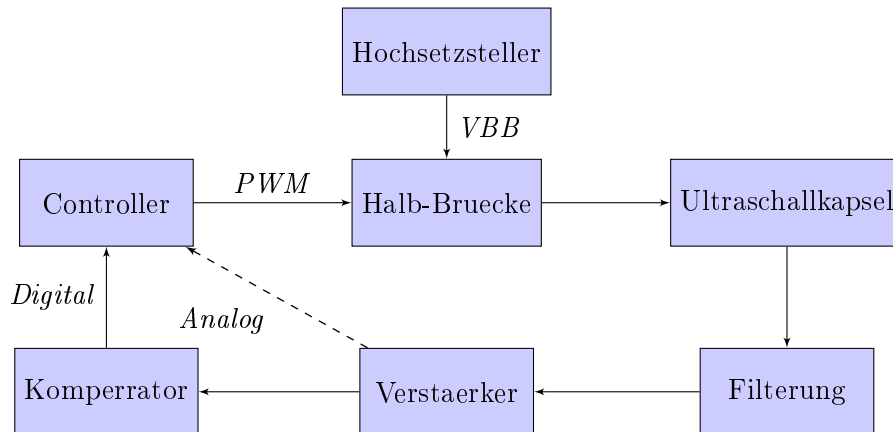 Hochsetzsteller
VBB
Controller
PWM
Halb-Bruecke
Ultraschallkapsel
Digital
Analog
Komperrator
Verstaerker
Filterung